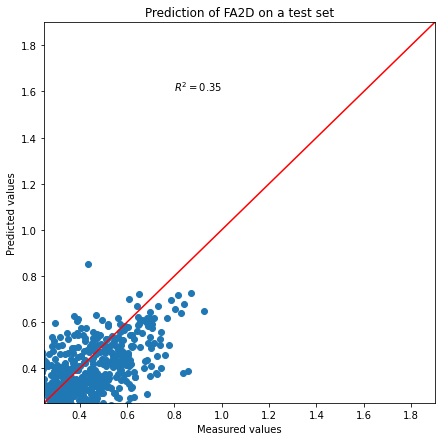 Prediction of FA2D on a test set
R² = 0.35
Predicted values
1.8
1.6
1.4
1.2
1.0
0.8
0.6
0.4
0.4 0.6 0.8 1.0 1.2 1.4 1.6 1.8
Measured values